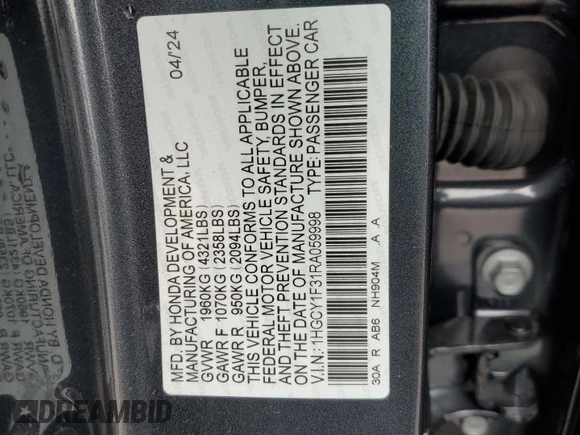 MFD. BY HONDA DEVELOPMENT & 04/'24
MANUFACTURING OF AMERICA, LLC
GVWR 1960KG (4321LBS)
GAWR F 1070KG (2358LBS)
GAWR R 950KG (2094LBS)
THIS VEHICLE CONFORMS TO ALL APPLICABLE
FEDERAL MOTOR VEHICLE SAFETY, BUMPER,
AND THEFT PREVENTION STANDARDS IN EFFECT
ON THE DATE OF MANUFACTURE SHOWN ABOVE.
V.I.N.: 1HGCY1F31RA059998 TYPE: PASSENGER CAR
30A R AB6 NH904M A A
DREAMBID